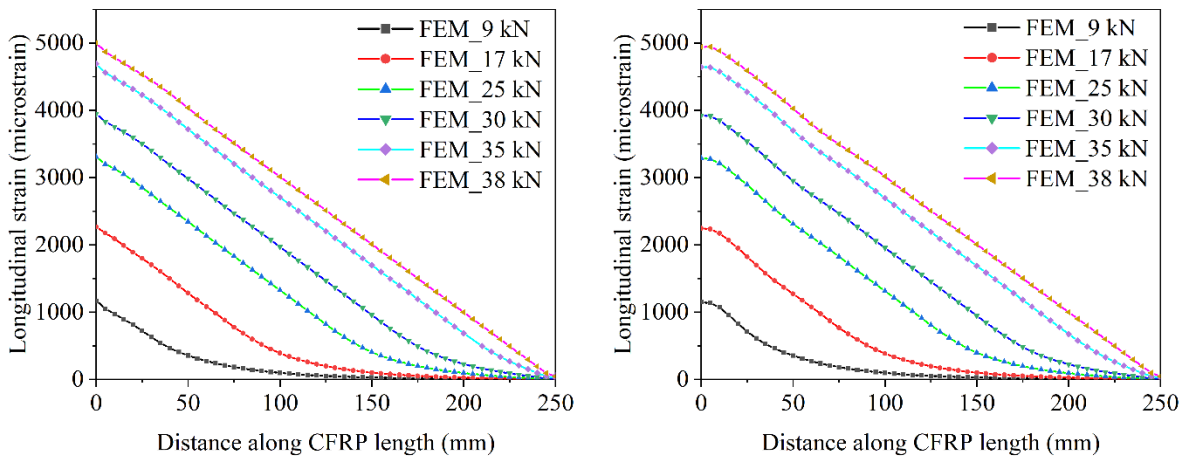 Longitudinal strain (microstrain)
5000
4000
3000
2000
1000
0
FEM_9 kN
FEM_17 kN
FEM_25 kN
FEM_30 kN
FEM_35 kN
FEM_38 kN
0 50 100 150 200 250
Distance along CFRP length (mm)
Longitudinal strain (microstrain)
5000
4000
3000
2000
1000
0
FEM_9 kN
FEM_17 kN
FEM_25 kN
FEM_30 kN
FEM_35 kN
FEM_38 kN
0 50 100 150 200 250
Distance along CFRP length (mm)